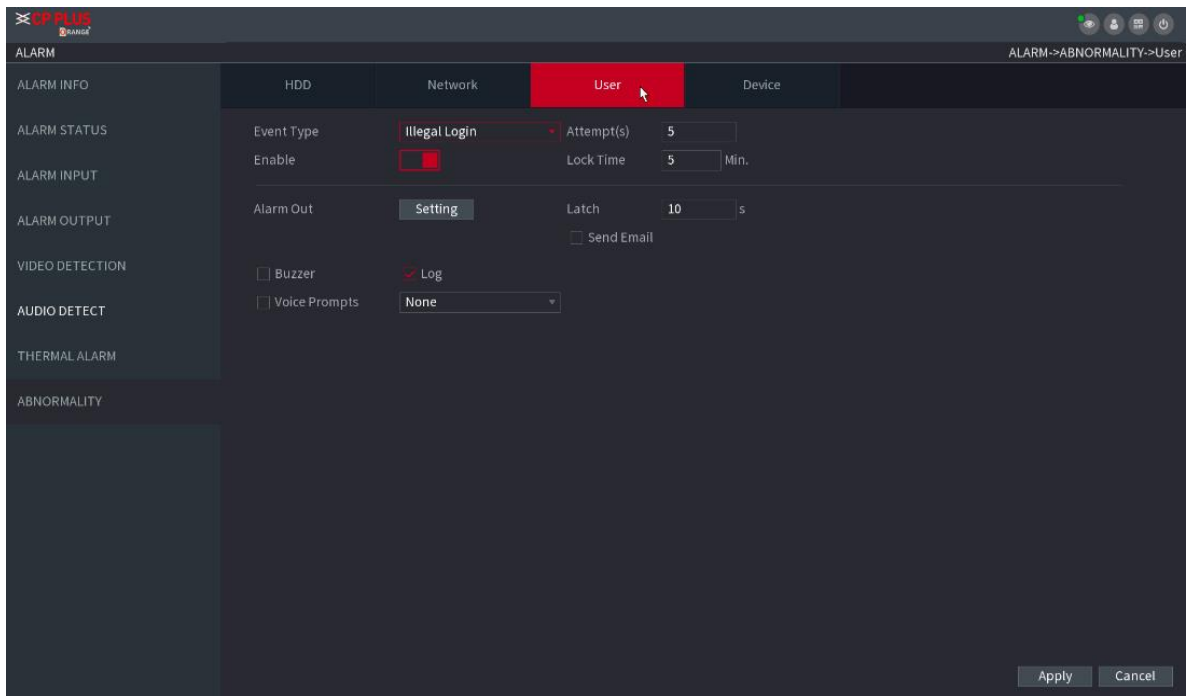 CP PLUS
ORANGE
ALARM
ALARM->ABNORMALITY->User
ALARM INFO
HDD Network User Device
ALARM STATUS
Event Type Illegal Login Attempt(s) 5
Enable Lock Time 5 Min.
ALARM INPUT
Alarm Out Setting Latch 10 s
ALARM OUTPUT
Send Email
VIDEO DETECTION
Buzzer Log
Voice Prompts None
AUDIO DETECT
THERMAL ALARM
ABNORMALITY
Apply Cancel